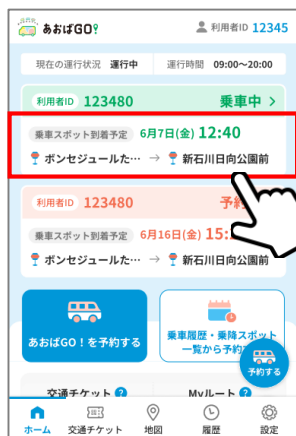 あおばGO!
利用者ID 12345
現在の運行状況 運行中
運行時間 09:00~20:00
利用者ID 123480 乗車中 >
乗車スポット到着予定 6月7日(金) 12:40
ボンセジュールた… → 新石川日向公園前
利用者ID 123480
乗車スポット到着予定 6月16日(金)
ボンセジュールた… → 新石川日向公園前
あおばGO!を予約する
乗車履歴・乗降スポット
一覧から予約
予約する
交通チケット ? Myルート ?
ホーム 交通チケット 地図 履歴 設定